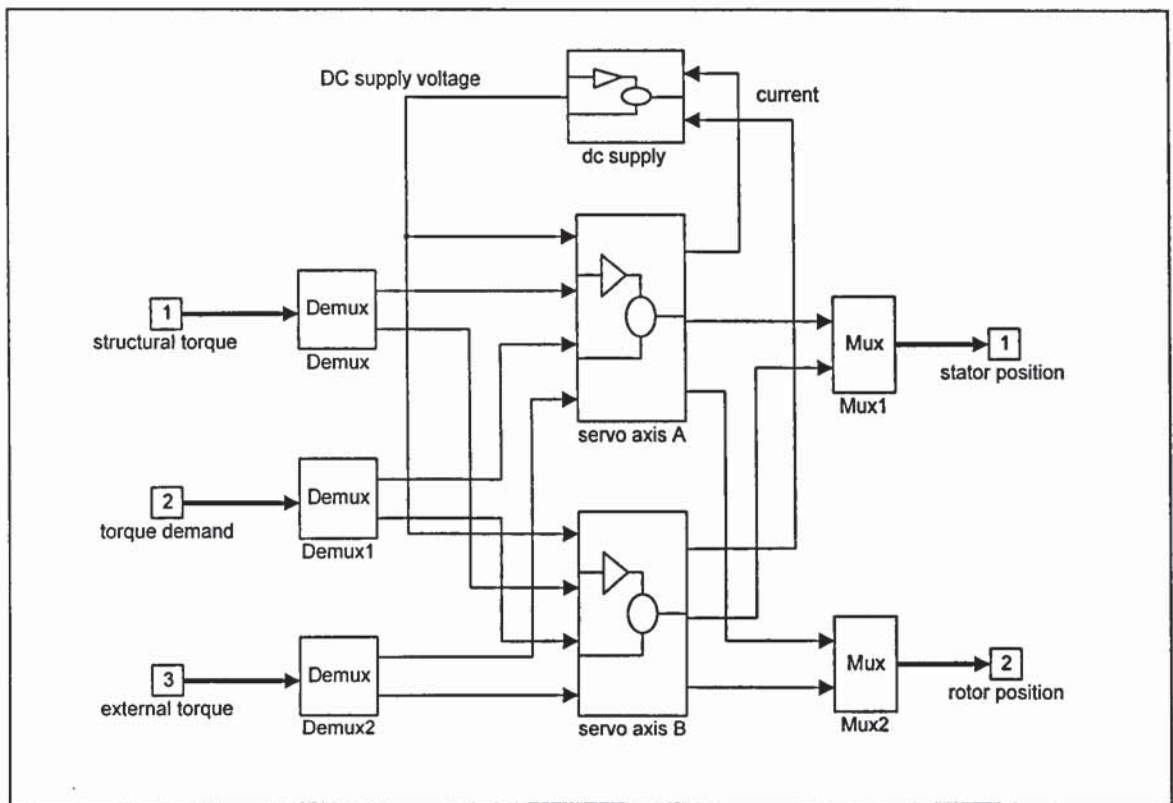 DC supply voltage
current
dc supply
1
structural torque
Demux
Demux
servo axis A
Mux
Mux1
1
stator position
2
torque demand
Demux
Demux1
3
external torque
Demux
Demux2
servo axis B
Mux
Mux2
2
rotor position